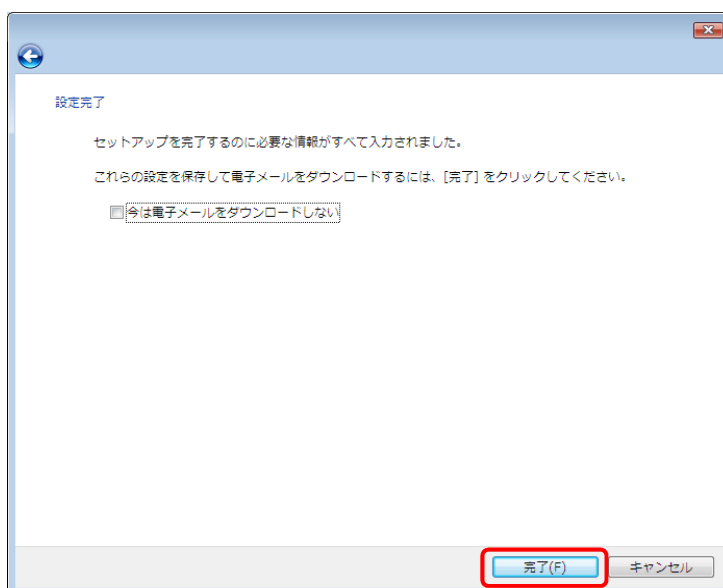 設定完了
セットアップを完了するのに必要な情報がすべて入力されました。
これらの設定を保存して電子メールをダウンロードするには、[完了] をクリックしてください。
今は電子メールをダウンロードしない
完了(F)
キャンセル